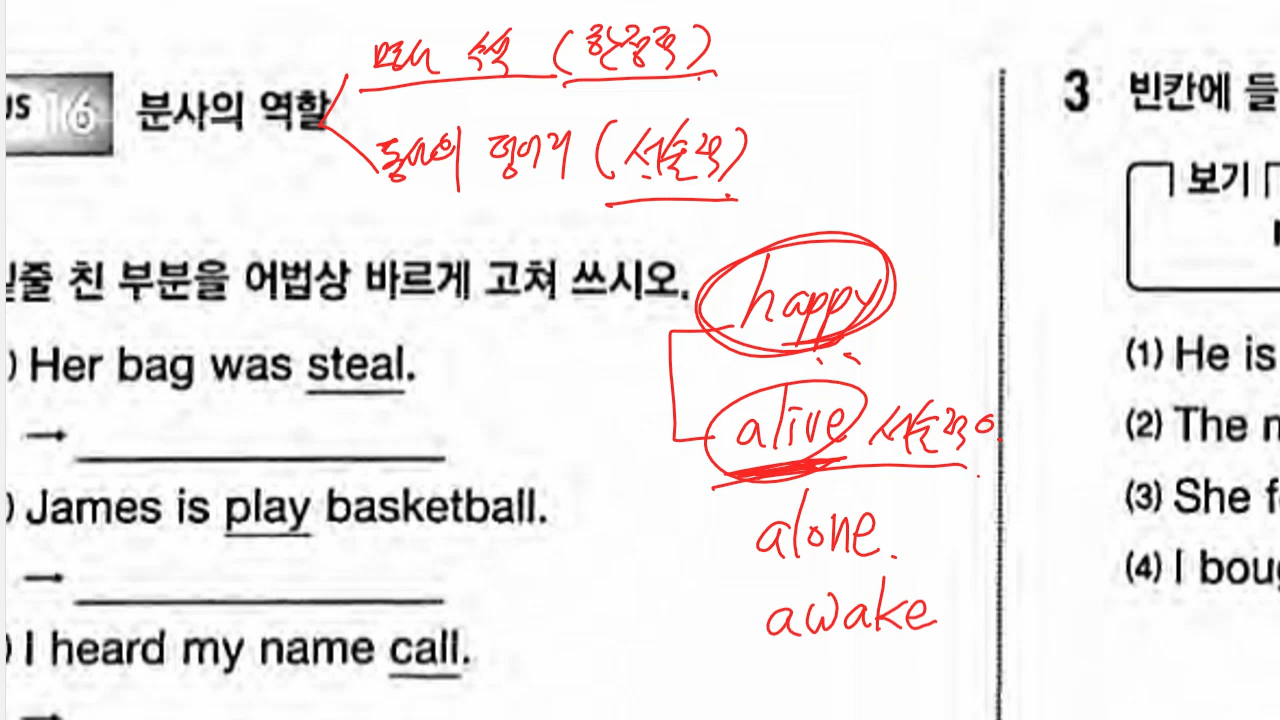 명사 수식 (한정적)
US 16 분사의 역할
동사의 덩어리 (서술적)
밑줄 친 부분을 어법상 바르게 고쳐 쓰시오.
happy
) Her bag was steal.
→
alive 서술적
) James is play basketball.
→
alone.
awake
) I heard my name call.
→
3 빈칸에 들
보기
(1) He is
(2) The n
(3) She f
(4) I boug